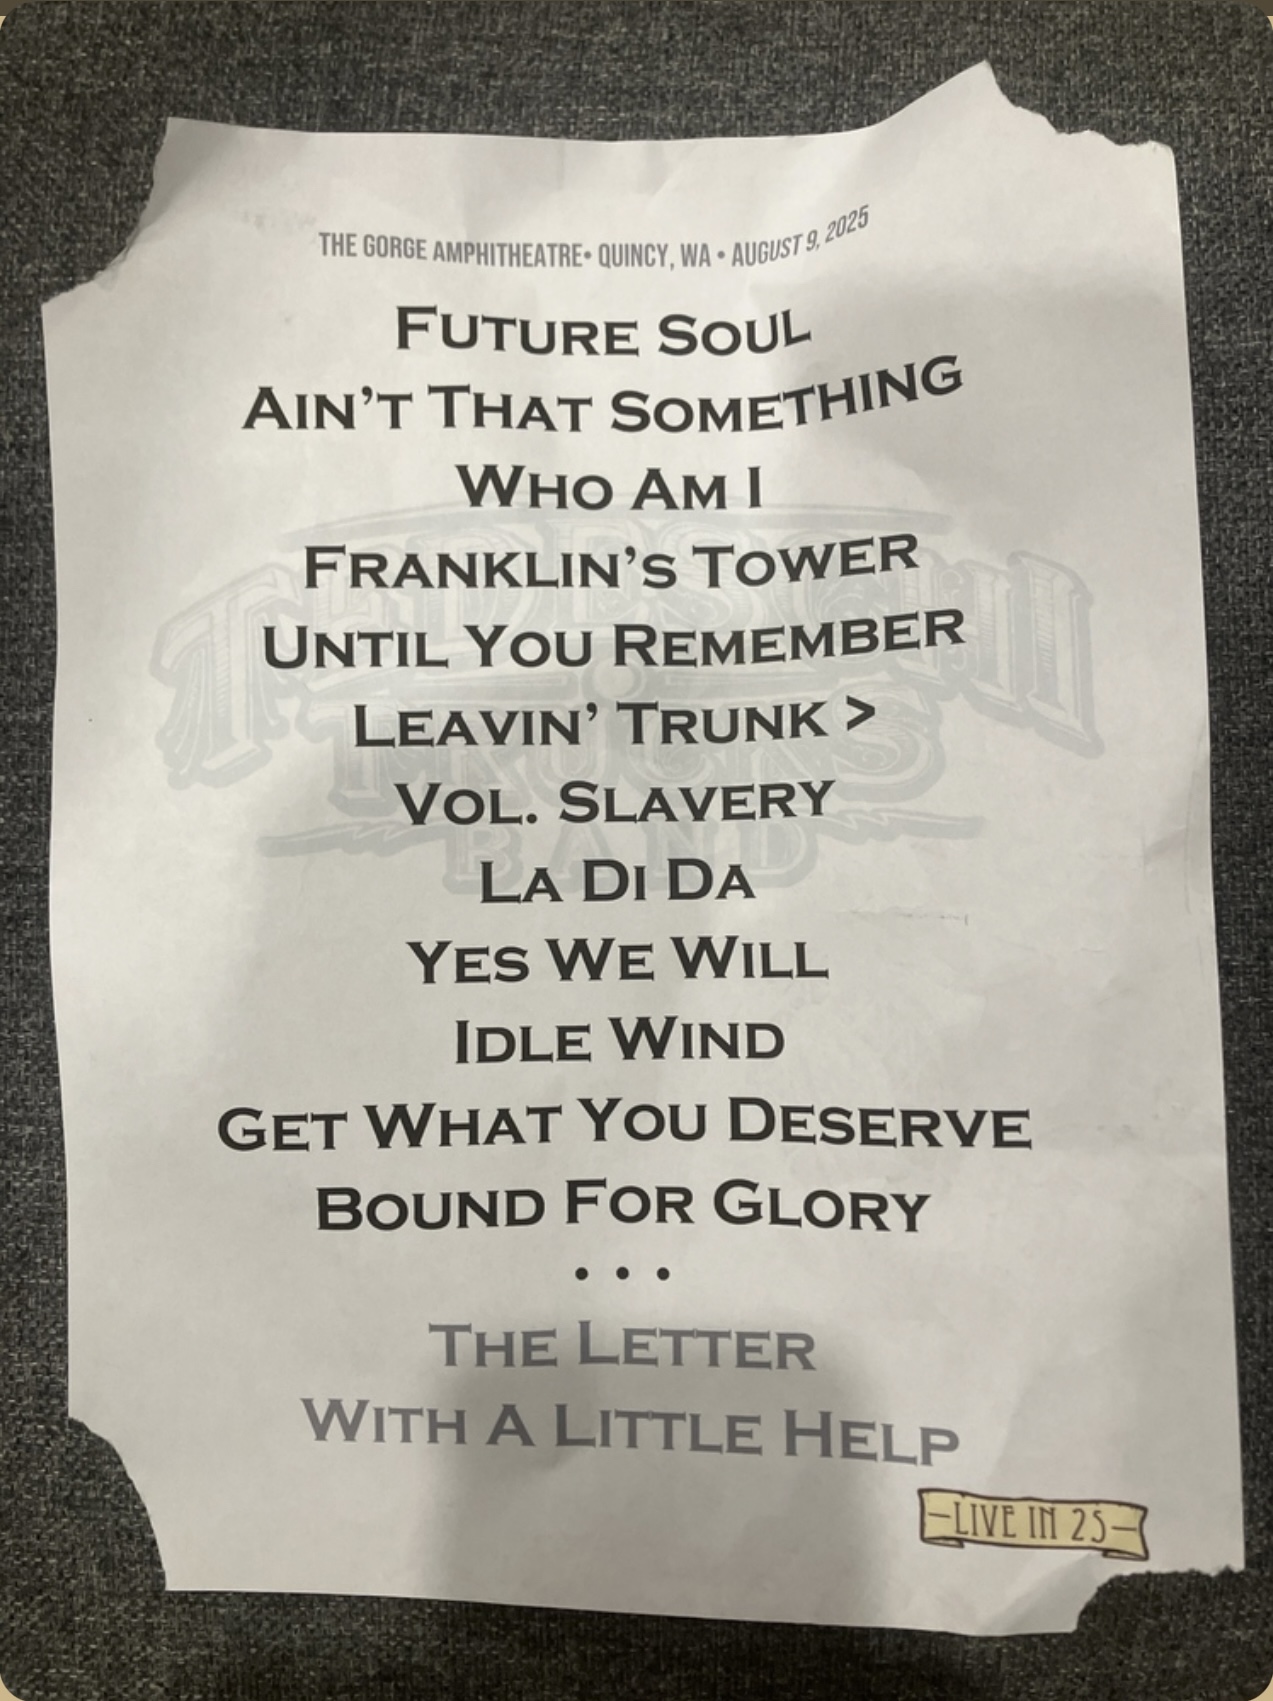 THE GORGE AMPHITHEATRE• QUINCY, WA • AUGUST 9, 2025
FUTURE SOUL
AIN'T THAT SOMETHING
WHO AM I
FRANKLIN'S TOWER
UNTIL YOU REMEMBER
LEAVIN' TRUNK >
VOL. SLAVERY
LA DI DA
YES WE WILL
IDLE WIND
GET WHAT YOU DESERVE
BOUND FOR GLORY
• • •
THE LETTER
WITH A LITTLE HELP
TEDESCHI
TRUCKS
BAND
–LIVE IN 25–